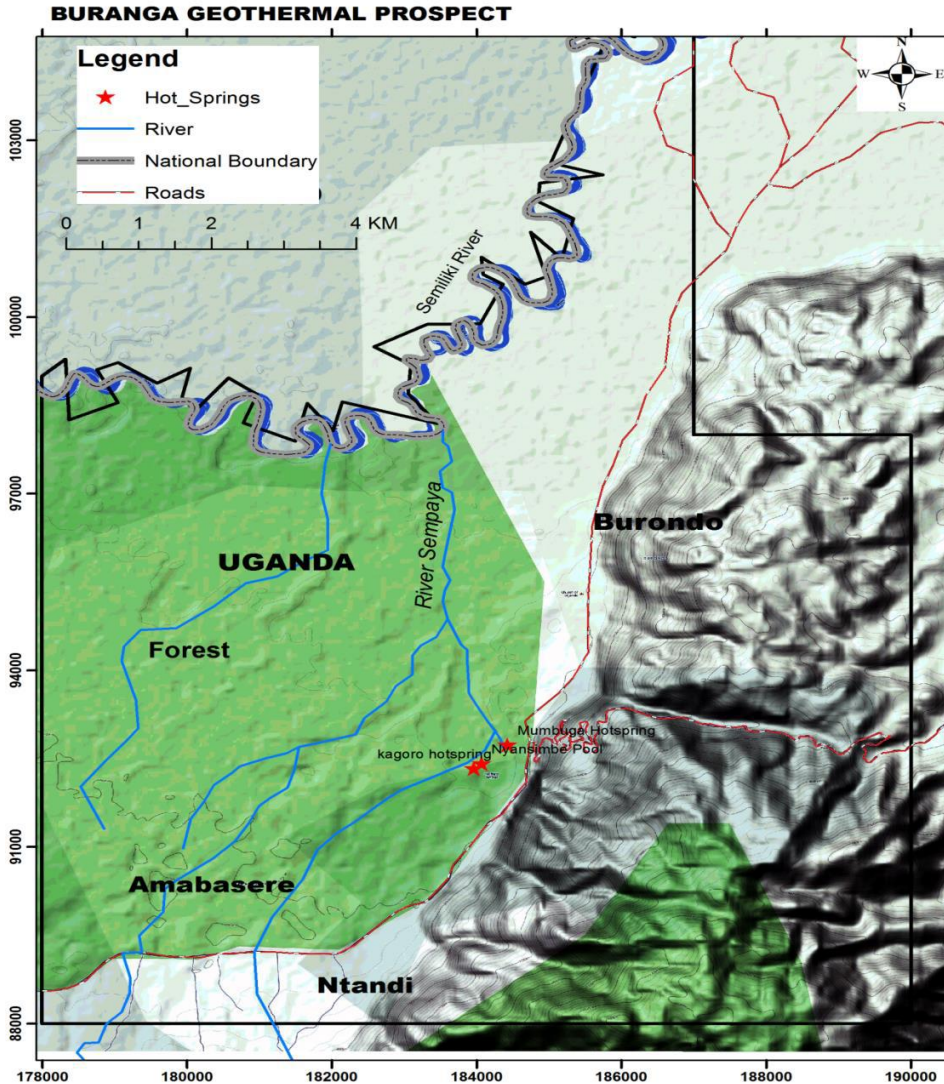 BURANGA GEOTHERMAL PROSPECT
Legend
Hot_Springs
River
National Boundary
Roads
0 1 2 4 KM
N
W E
S
103000
100000
97000
94000
91000
88000
Semiliki River
River Sempaya
Burondo
UGANDA
Forest
Mumbuga Hotspring
Nyansimbe Pool
kagoro hotspring
Amabasere
Ntandi
178000 180000 182000 184000 186000 188000 190000